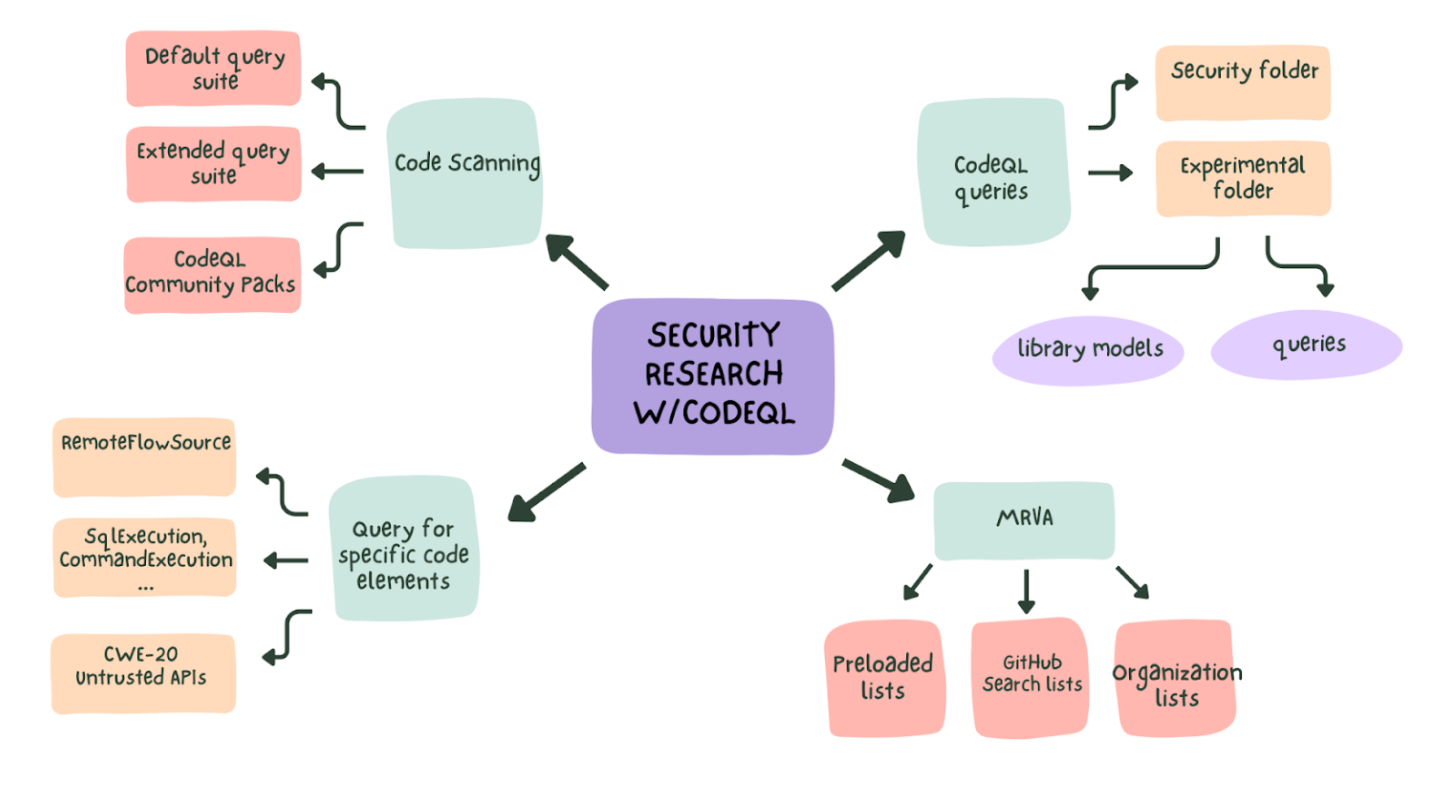 Default query
suite
Extended query
suite
CodeQL
Community Packs
Code Scanning
CodeQL
queries
Security folder
Experimental
folder
library models
queries
SECURITY
RESEARCH
W/CODEQL
RemoteFlowSource
SqlExecution,
CommandExecution
...
CWE-20
Untrusted APIs
Query for
specific code
elements
MRVA
Preloaded
lists
GitHub
Search lists
Organization
lists